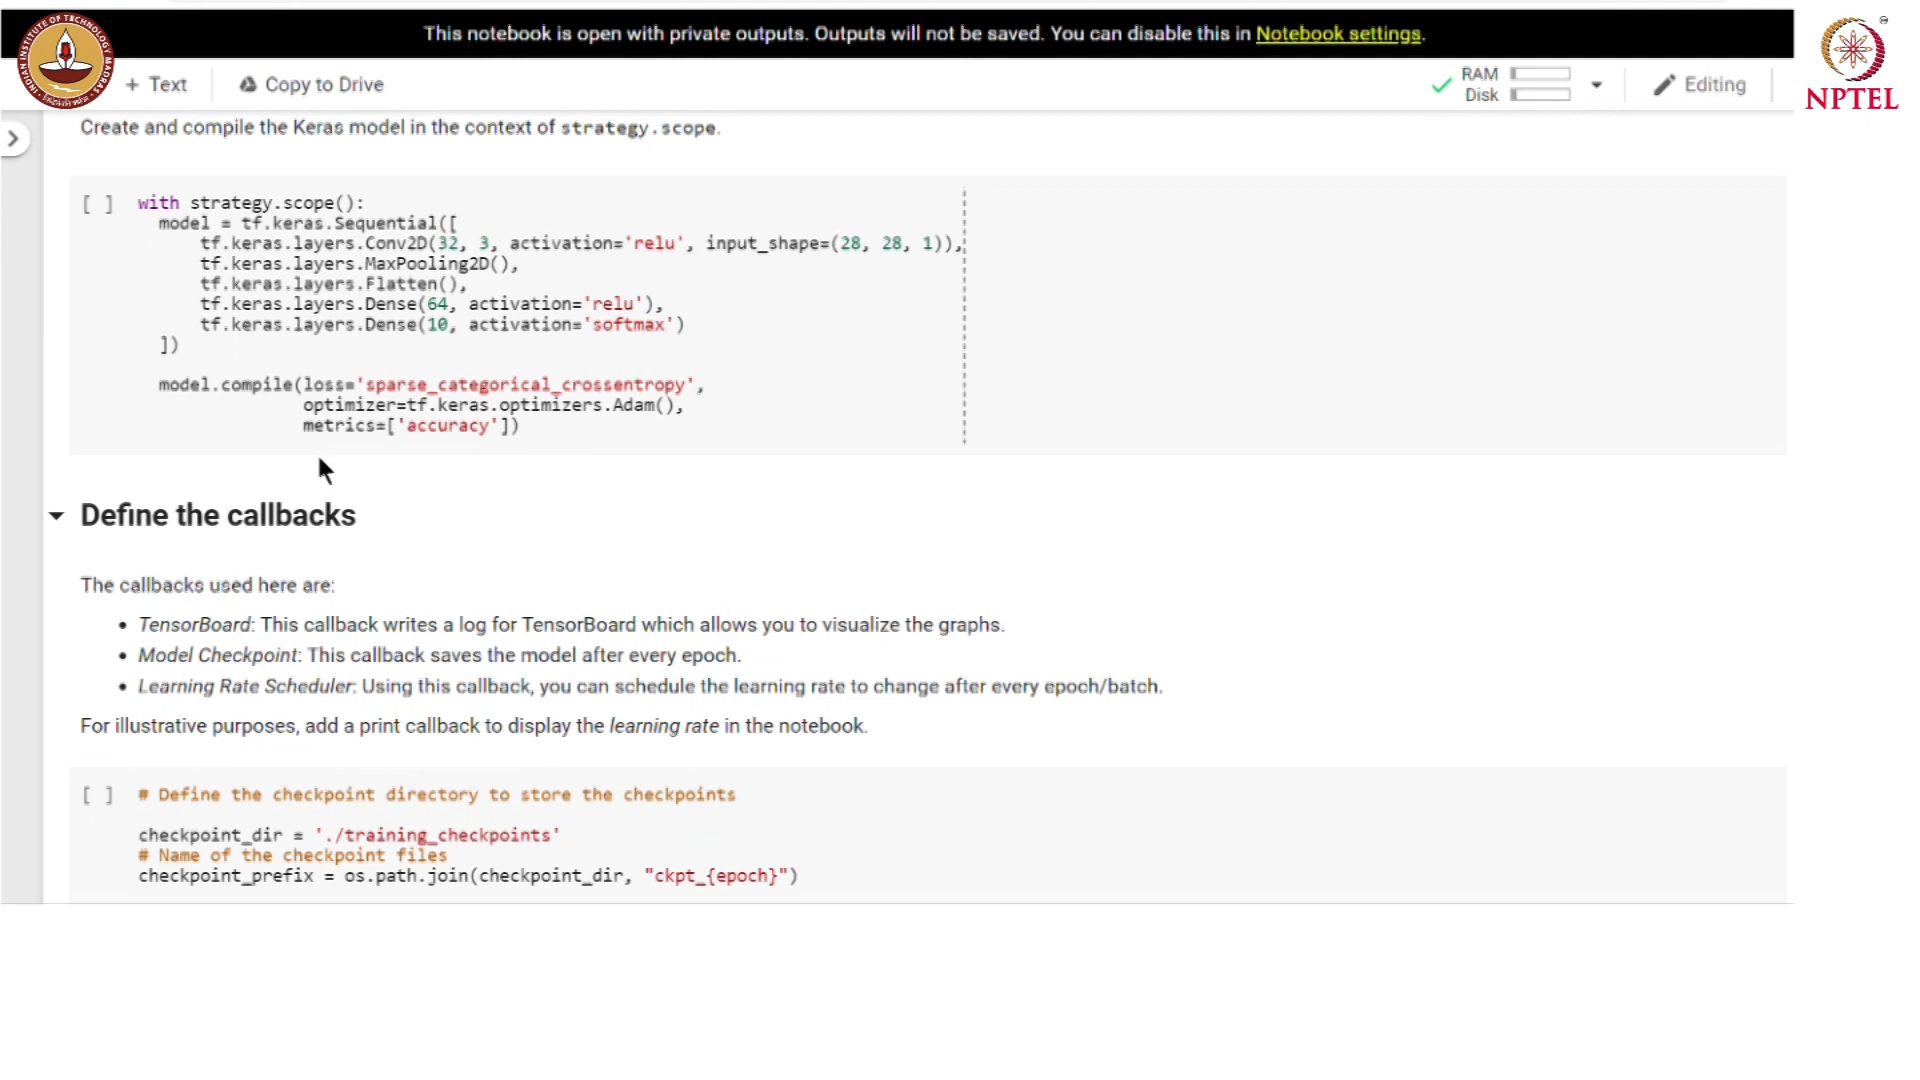 This notebook is open with private outputs. Outputs will not be saved. You can disable this in Notebook settings.
INDIAN INSTITUTE OF TECHNOLOGY MADRAS
+ Text
Copy to Drive
RAM
Disk
Editing
NPTEL
Create and compile the Keras model in the context of strategy.scope.
[ ] with strategy.scope():
model = tf.keras.Sequential([
tf.keras.layers.Conv2D(32, 3, activation='relu', input_shape=(28, 28, 1)),
tf.keras.layers.MaxPooling2D(),
tf.keras.layers.Flatten(),
tf.keras.layers.Dense(64, activation='relu'),
tf.keras.layers.Dense(10, activation='softmax')
])
model.compile(loss='sparse_categorical_crossentropy',
optimizer=tf.keras.optimizers.Adam(),
metrics=['accuracy'])
Define the callbacks
The callbacks used here are:
• TensorBoard: This callback writes a log for TensorBoard which allows you to visualize the graphs.
• Model Checkpoint: This callback saves the model after every epoch.
• Learning Rate Scheduler: Using this callback, you can schedule the learning rate to change after every epoch/batch.
For illustrative purposes, add a print callback to display the learning rate in the notebook.
[ ] # Define the checkpoint directory to store the checkpoints
checkpoint_dir = './training_checkpoints'
# Name of the checkpoint files
checkpoint_prefix = os.path.join(checkpoint_dir, "ckpt_{epoch}")